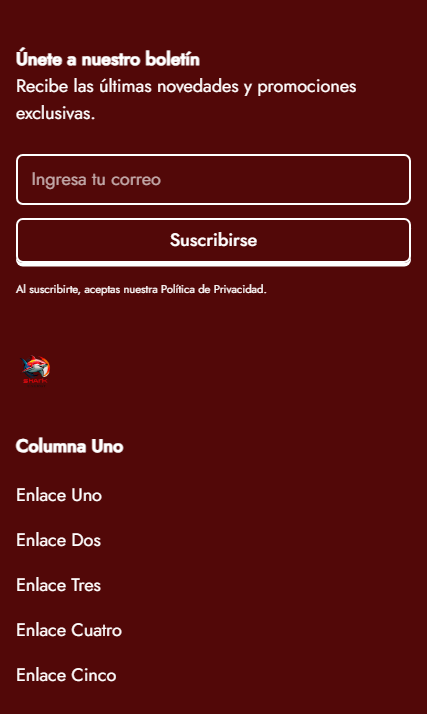 Únete a nuestro boletín
Recibe las últimas novedades y promociones
exclusivas.
Ingresa tu correo
Suscribirse
Al suscribirte, aceptas nuestra Política de Privacidad.
Columna Uno
Enlace Uno
Enlace Dos
Enlace Tres
Enlace Cuatro
Enlace Cinco